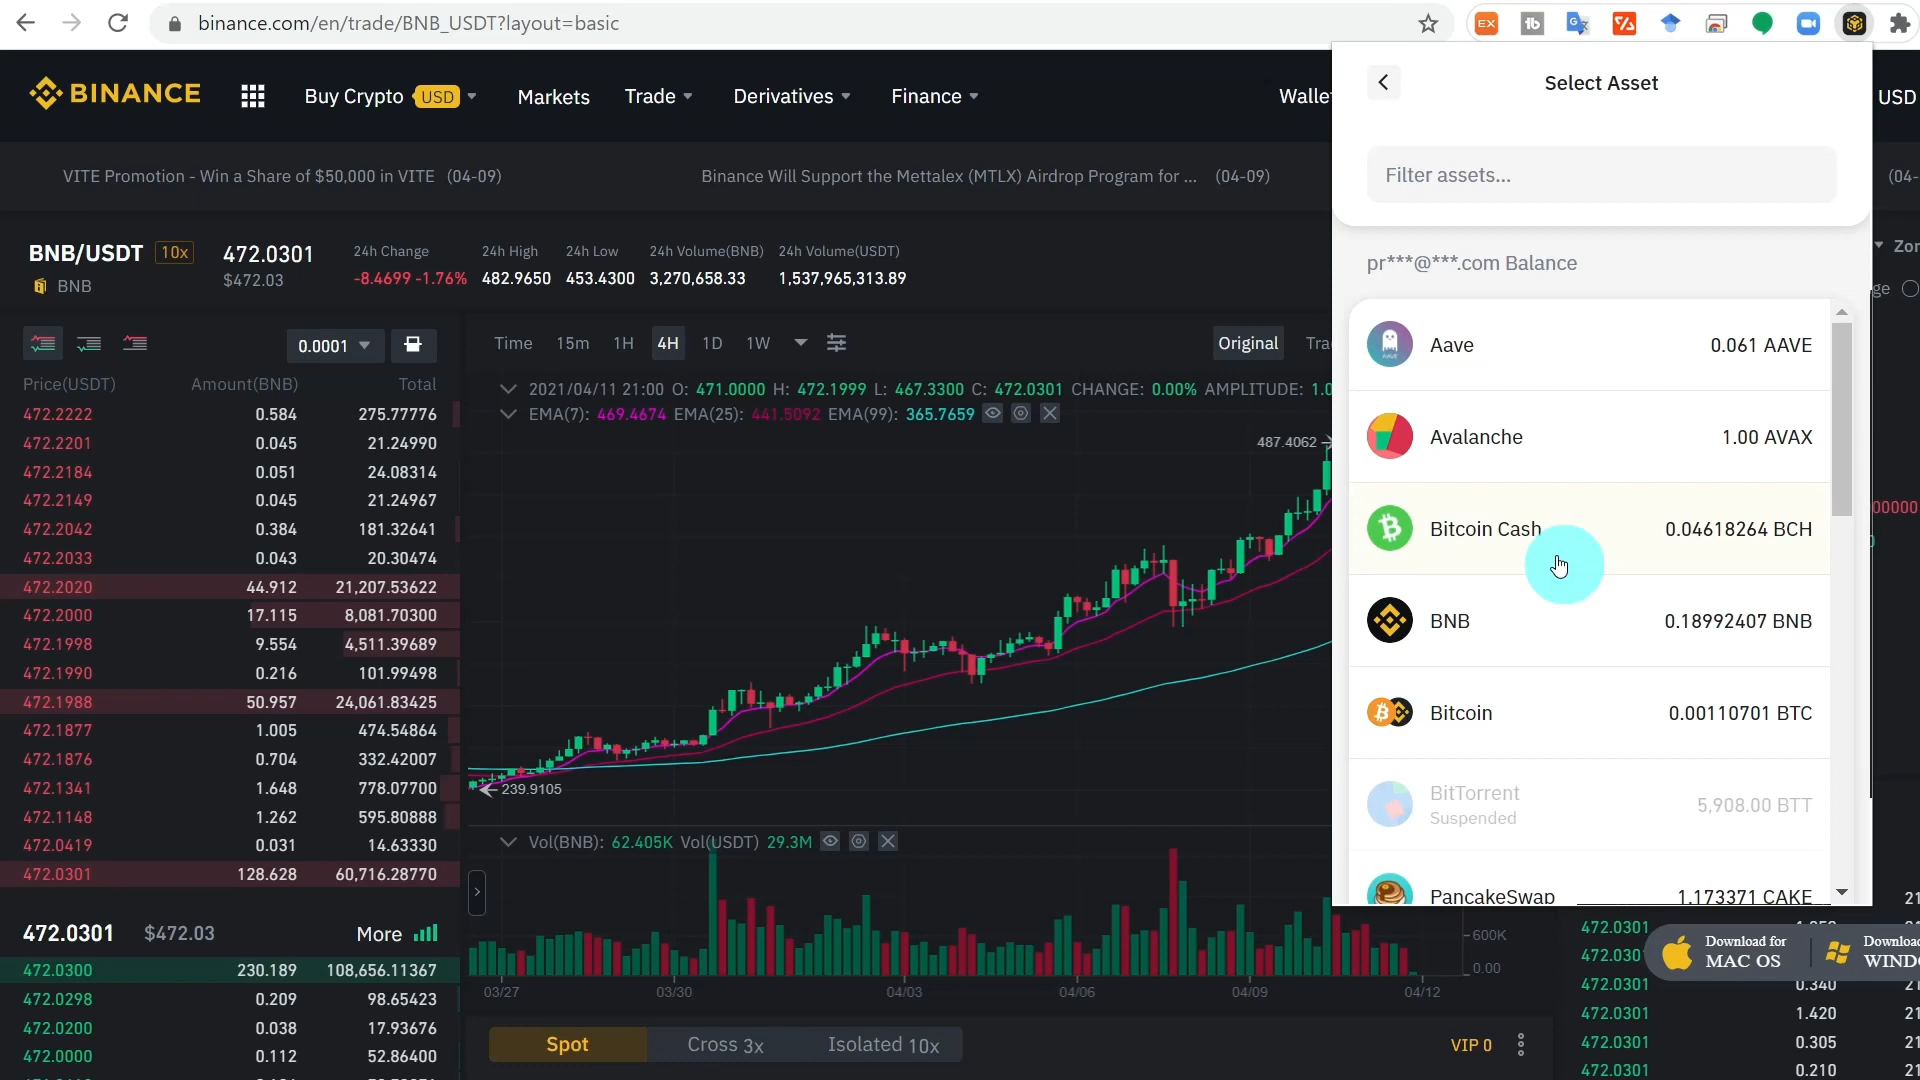 binance.com/en/trade/BNB_USDT?layout=basic
BINANCE
Buy Crypto USD
Markets
Trade
Derivatives
Finance
USD
VITE Promotion - Win a Share of $50,000 in VITE (04-09)
Binance Will Support the Mettalex (MTLX) Airdrop Program for ... (04-09)
BNB/USDT 10x
BNB
472.0301
$472.03
24h Change
-8.4699 -1.76%
24h High
482.9650
24h Low
453.4300
24h Volume(BNB)
3,270,658.33
24h Volume(USDT)
1,537,965,313.89
0.0001
Price(USDT) Amount(BNB) Total
472.2222 0.584 275.77776
472.2201 0.045 21.24990
472.2184 0.051 24.08314
472.2149 0.045 21.24967
472.2042 0.384 181.32641
472.2033 0.043 20.30474
472.2020 44.912 21,207.53622
472.2000 17.115 8,081.70300
472.1998 9.554 4,511.39689
472.1990 0.216 101.99498
472.1988 50.957 24,061.83425
472.1877 1.005 474.54864
472.1876 0.704 332.42007
472.1341 1.648 778.07700
472.1148 1.262 595.80888
472.0419 0.031 14.63330
472.0301 128.628 60,716.28770
472.0301 $472.03 More
472.0300 230.189 108,656.11367
472.0298 0.209 98.65423
472.0200 0.038 17.93676
472.0000 0.112 52.86400
Time 15m 1H 4H 1D 1W
Original
2021/04/11 21:00 O: 471.0000 H: 472.1999 L: 467.3300 C: 472.0301 CHANGE: 0.00% AMPLITUDE: 1.0
EMA(7): 469.4674 EMA(25): 441.5092 EMA(99): 365.7659
487.4062
239.9105
Vol(BNB): 62.405K Vol(USDT) 29.3M
600K
0.00
03/27 03/30 04/03 04/06 04/09 04/12
Spot Cross 3x Isolated 10x
VIP 0
Select Asset
Filter assets...
pr***@***.com Balance
Aave 0.061 AAVE
Avalanche 1.00 AVAX
Bitcoin Cash 0.04618264 BCH
BNB 0.18992407 BNB
Bitcoin 0.00110701 BTC
BitTorrent 5,908.00 BTT
Suspended
PancakeSwap 1.173371 CAKE
472.0301
Download for
MAC OS
472.0301 0.340
472.0301 1.420
472.0301 0.305
472.0301 0.210